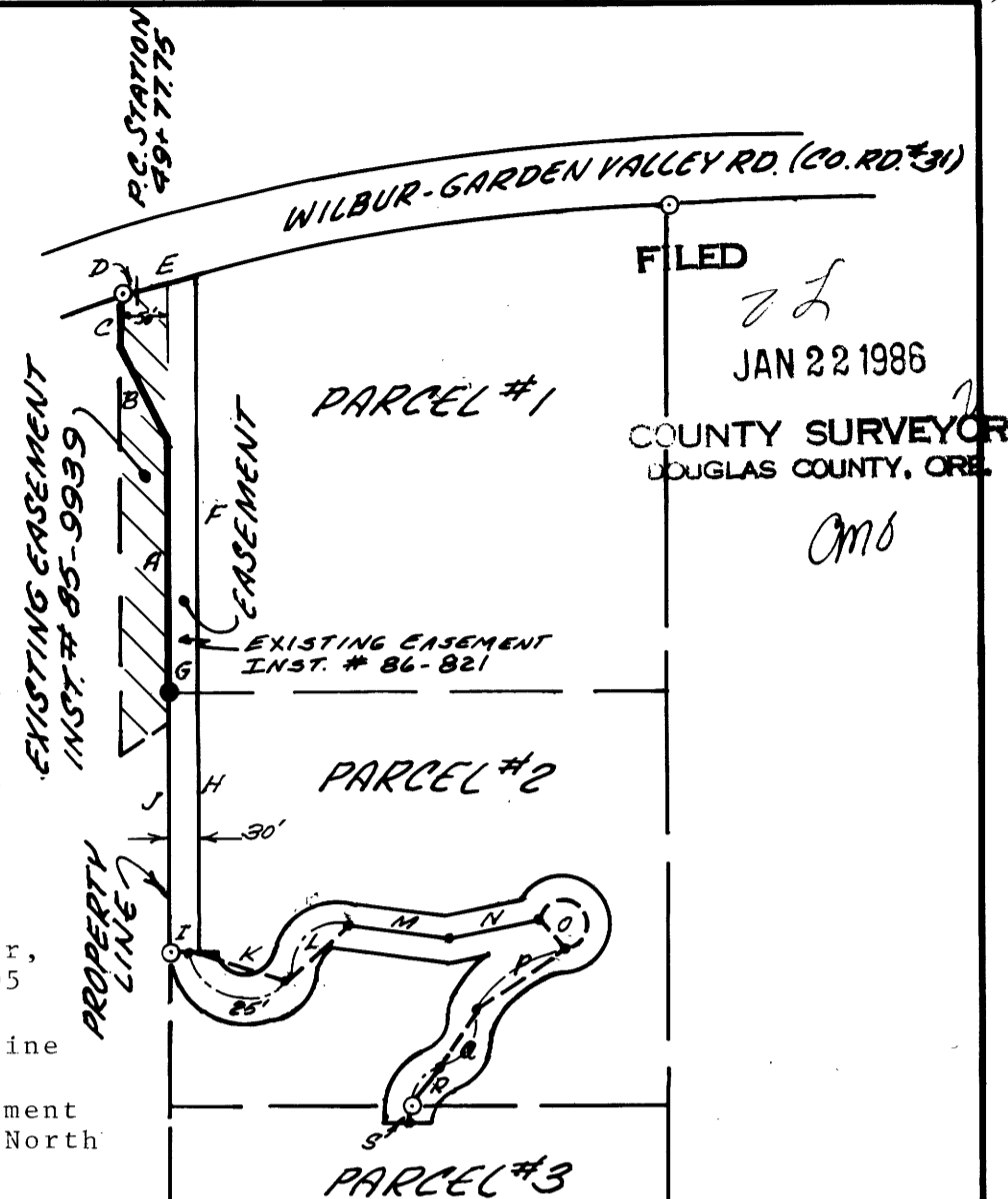 P.C. STATION
49+77.75
WILBUR-GARDEN VALLEY RD. (CO. RD. #31)
D
E
C
50'
FILED
JAN 22 1986
COUNTY SURVEYOR
DOUGLAS COUNTY, ORE.
PARCEL #1
EXISTING EASEMENT
INST. # 85-9939
B
A
F
EASEMENT
EXISTING EASEMENT
INST. # 86-821
G
PARCEL #2
J
H
30'
PROPERTY
LINE
I
K
L
M
N
O
25'
P
Q
R
S
r,
5
ine
ment
North
PARCEL #3